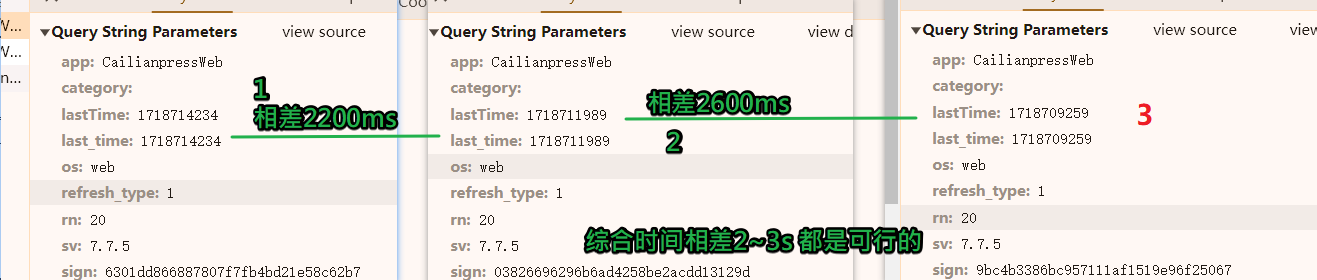 Coo
W...
W...
n...
▼Query String Parameters view source
app: CailianpressWeb
category:
lastTime: 1718714234
last_time: 1718714234
os: web
refresh_type: 1
rn: 20
sv: 7.7.5
sign: 6301dd866887807f7fb4bd21e58c62b7
1
相差2200ms
▼Query String Parameters view source view d
app: CailianpressWeb
category:
lastTime: 1718711989
last_time: 1718711989
os: web
refresh_type: 1
rn: 20
sv: 7.7.5
sign: 03826696296b6ad4258be2acdd13129d
相差2600ms
2
综合时间相差2~3s 都是可行的
▼Query String Parameters view source view
app: CailianpressWeb
category:
lastTime: 1718709259
last_time: 1718709259
os: web
refresh_type: 1
rn: 20
sv: 7.7.5
sign: 9bc4b3386bc957111af1519e96f25067
3